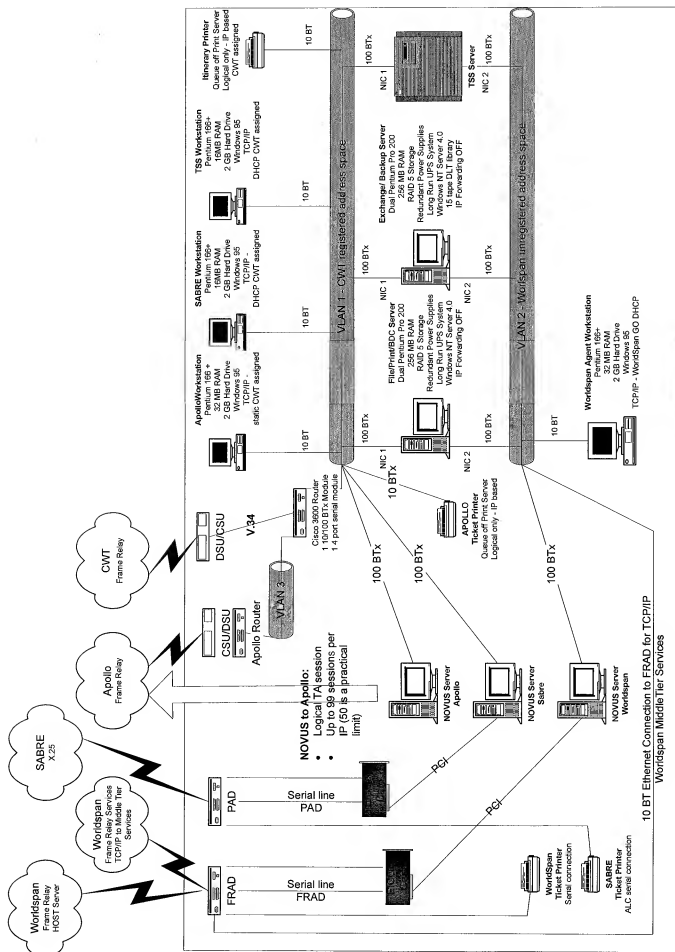 Worldspan
Frame Relay
HOST Server
Worldspan
Frame Relay Services
TCP/IP to Middle Tier
Services
SABRE
X.25
Apollo
Frame Relay
CWT
Frame Relay
DSU/CSU
V.34
CSU/DSU
Apollo Router
VLAN 3
Cisco 3600 Router
1 10/100 BTx Module
1 4 port serial module
ApolloWorkstation
Pentium 166 +
32 MB RAM
2 GB Hard Drive
Windows 95
TCP/IP -
static CWT assigned
10 BT
SABRE Workstation
Pentium 166+
16MB RAM
2 GB Hard Drive
Windows 95
TCP/IP -
DHCP CWT assigned
10 BT
TSS Workstation
Pentium 166+
16MB RAM
2 GB Hard Drive
Windows 95
TCP/IP
DHCP CWT assigned
10 BT
Itinerary Printer
Queue off Print Server
Logical only - IP based
CWT assigned
10 BT
VLAN 1 - CWT registered address space
FRAD
Serial line
FRAD
PAD
Serial line
PAD
NOVUS to Apollo:
• Logical TA session
• Up to 99 sessions per
IP (50 is a practical
limit)
100 BTx
100 BTx
10 BTx
100 BTx
NIC 1
File/Print/BDC Server
Dual Pentium Pro 200
256 MB RAM
RAID 5 Storage
Redundant Power Supplies
Long Run UPS System
Windows NT Server 4.0
IP Forwarding OFF
NIC 2
100 BTx
100 BTx
NIC 1
Exchange/ Backup Server
Dual Pentium Pro 200
256 MB RAM
RAID 5 Storage
Redundant Power Supplies
Long Run UPS System
Windows NT Server 4.0
15 tape DLT library
IP Forwarding OFF
NIC 2
100 BTx
100 BTx
NIC 1
TSS Server
NIC 2
100 BTx
APOLLO
Ticket Printer
Queue off Print Server
Logical only - IP based
VLAN 2 - Worlspan unregistered address space
NOVUS Server
Apollo
NOVUS Server
Sabre
NOVUS Server
Worldspan
PCI
PCI
100 BTx
10 BT
Worldspan Agent Workstation
Pentium 166+
32 MB RAM
2 GB Hard Drive
Windows 95
TCP/IP - WorldSpan GO DHCP
WorldSpan
Ticket Printer
Serial connection
SABRE
Ticket Printer
ALC serial connection
10 BT Ethernet Connection to FRAD for TCP/IP
Worldspan MiddleTier Services